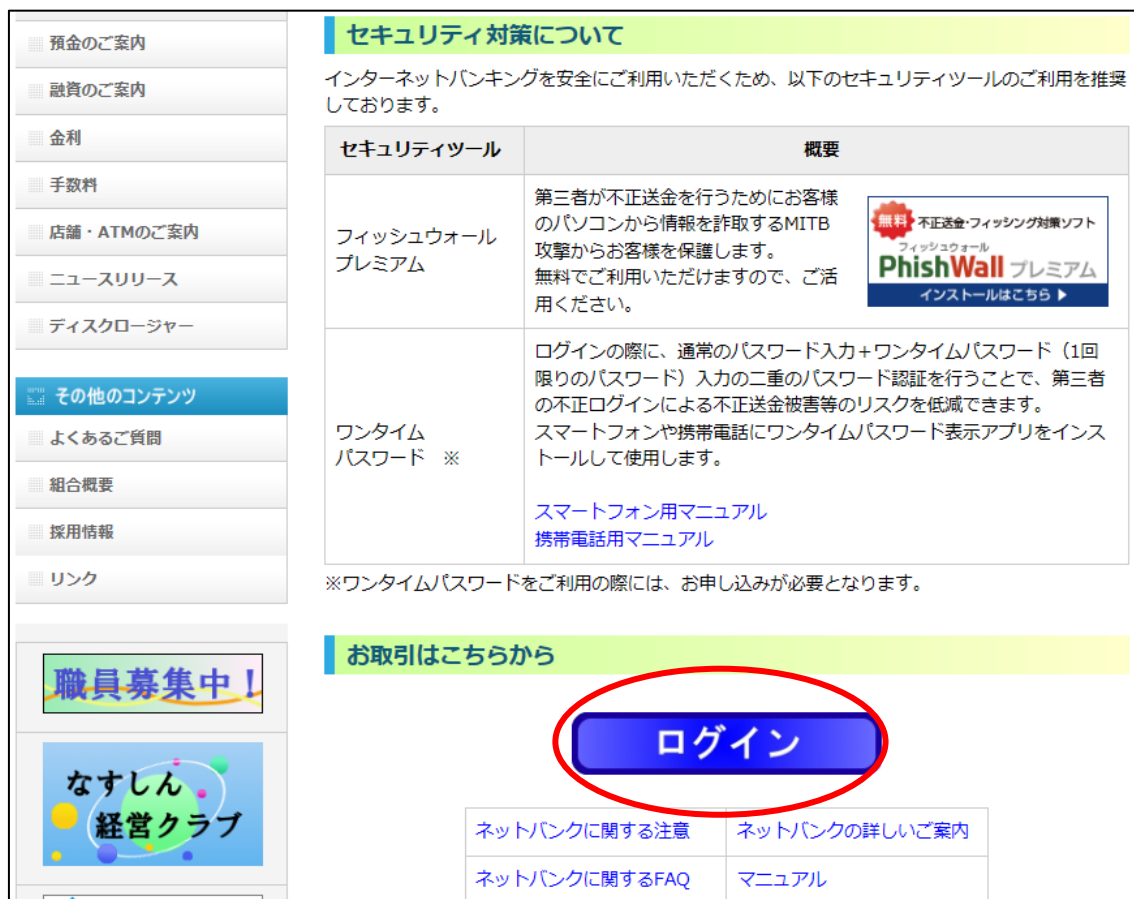 預金のご案内
融資のご案内
金利
手数料
店舗・ATMのご案内
ニュースリリース
ディスクロージャー
その他のコンテンツ
よくあるご質問
組合概要
採用情報
リンク
職員募集中！
なすしん
経営クラブ
セキュリティ対策について
インターネットバンキングを安全にご利用いただくため、以下のセキュリティツールのご利用を推奨
しております。
セキュリティツール
概要
フィッシュウォール
プレミアム
第三者が不正送金を行うためにお客様
のパソコンから情報を詐取するMITB
攻撃からお客様を保護します。
無料でご利用いただけますので、ご活
用ください。
無料 不正送金・フィッシング対策ソフト
フィッシュウォール
PhishWall プレミアム
インストールはこちら ▶
ワンタイム
パスワード ※
ログインの際に、通常のパスワード入力+ワンタイムパスワード（1回
限りのパスワード）入力の二重のパスワード認証を行うことで、第三者
の不正ログインによる不正送金被害等のリスクを低減できます。
スマートフォンや携帯電話にワンタイムパスワード表示アプリをインス
トールして使用します。
スマートフォン用マニュアル
携帯電話用マニュアル
※ワンタイムパスワードをご利用の際には、お申し込みが必要となります。
お取引はこちらから
ログイン
ネットバンクに関する注意
ネットバンクの詳しいご案内
ネットバンクに関するFAQ
マニュアル